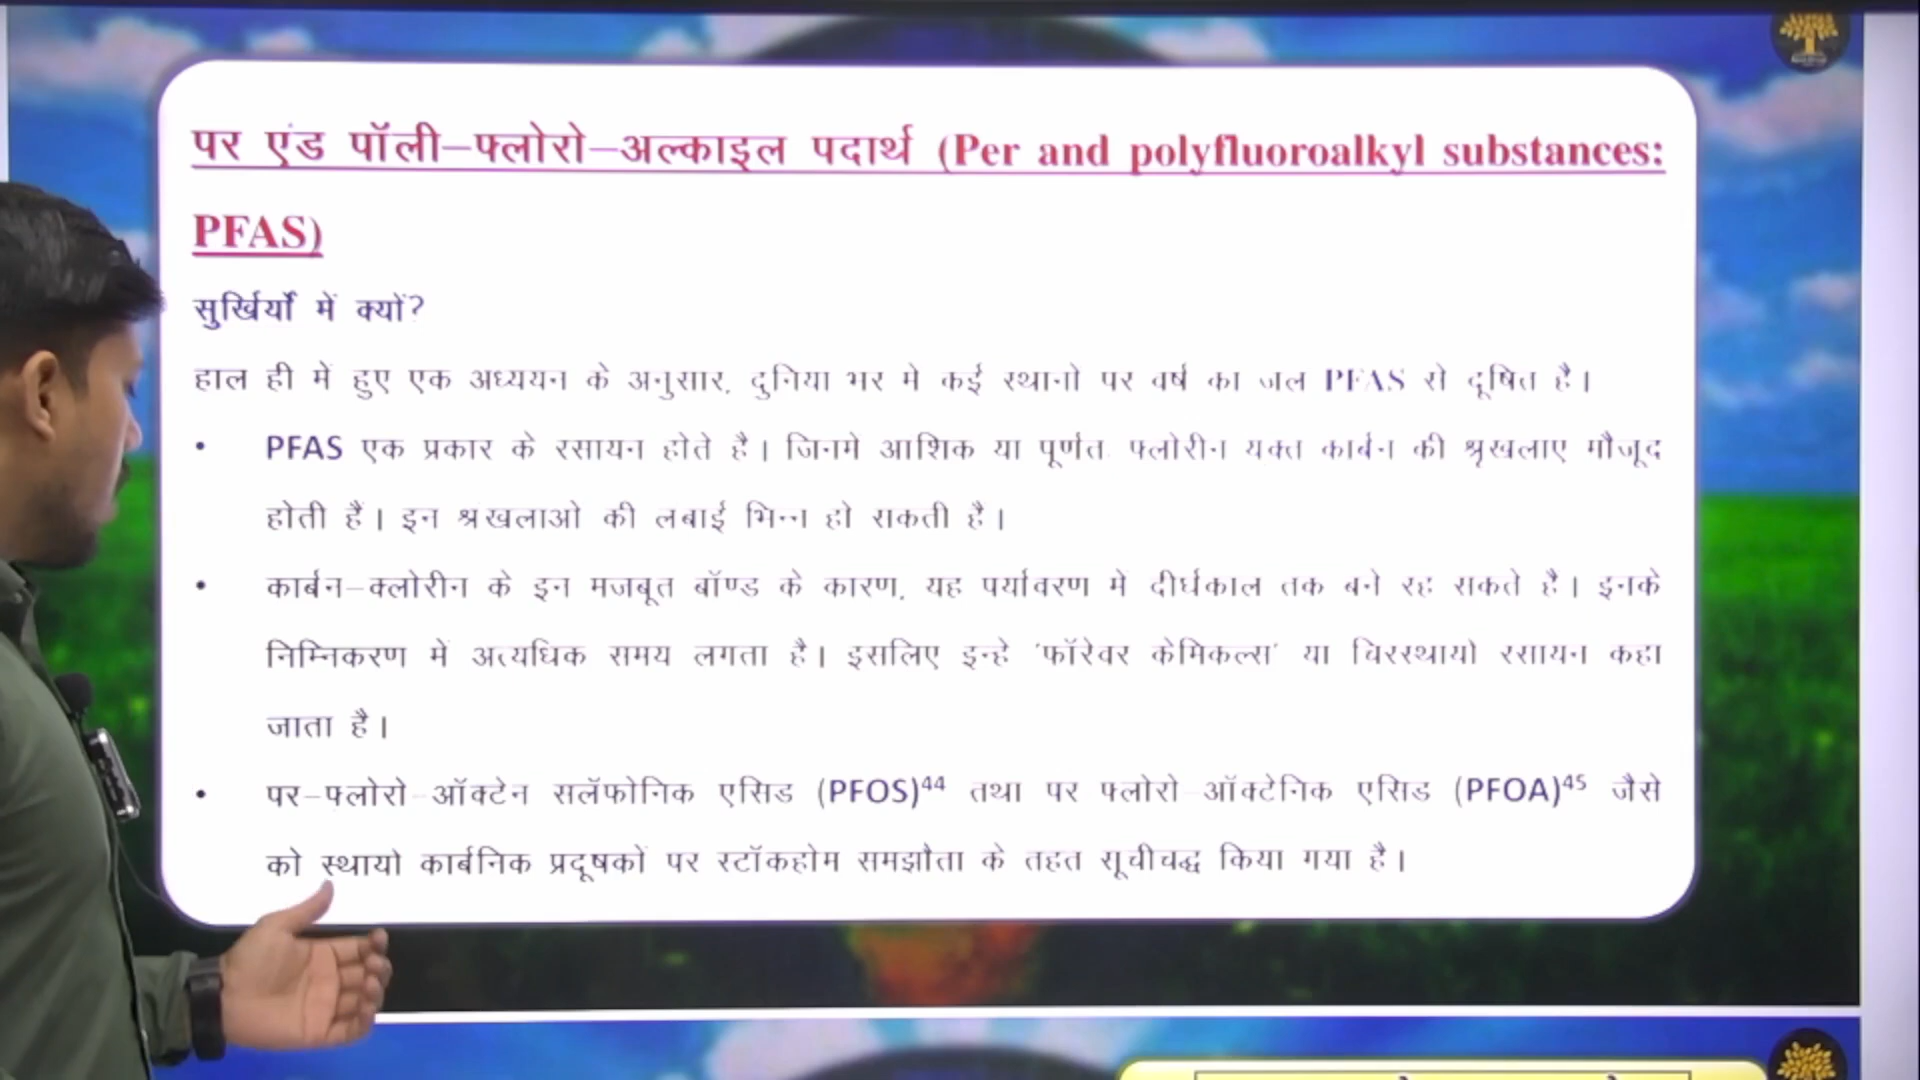 पर एंड पॉली–फ्लोरो–अल्काइल पदार्थ (Per and polyfluoroalkyl substances:
PFAS)
सुर्खियों में क्यों?
हाल ही में हुए एक अध्ययन के अनुसार, दुनिया भर मे कई स्थानो पर वर्ष का जल PFAS से दूषित है।
• PFAS एक प्रकार के रसायन होते है। जिनमे आशिक या पूर्णत फ्लोरीन यक्त कार्बन की श्रृखलाए मौजूद
होती है। इन श्रखलाओ की लबाई भिन्न हो सकती है।
• कार्बन–क्लोरीन के इन मजबूत बॉण्ड के कारण, यह पर्यावरण मे दीर्घकाल तक बने रह सकते है। इनके
निम्निकरण में अत्यधिक समय लगता है। इसलिए इन्हे 'फॉरेवर केमिकल्स' या चिरस्थायो रसायन कहा
जाता है।
• पर–फ्लोरो ऑक्टेन सलॅफोनिक एसिड (PFOS)44 तथा पर फ्लोरो ऑक्टेनिक एसिड (PFOA)45 जैसे
को स्थायो कार्बनिक प्रदूषकों पर स्टॉकहोम समझौता के तहत सूचीचद्ध किया गया है।